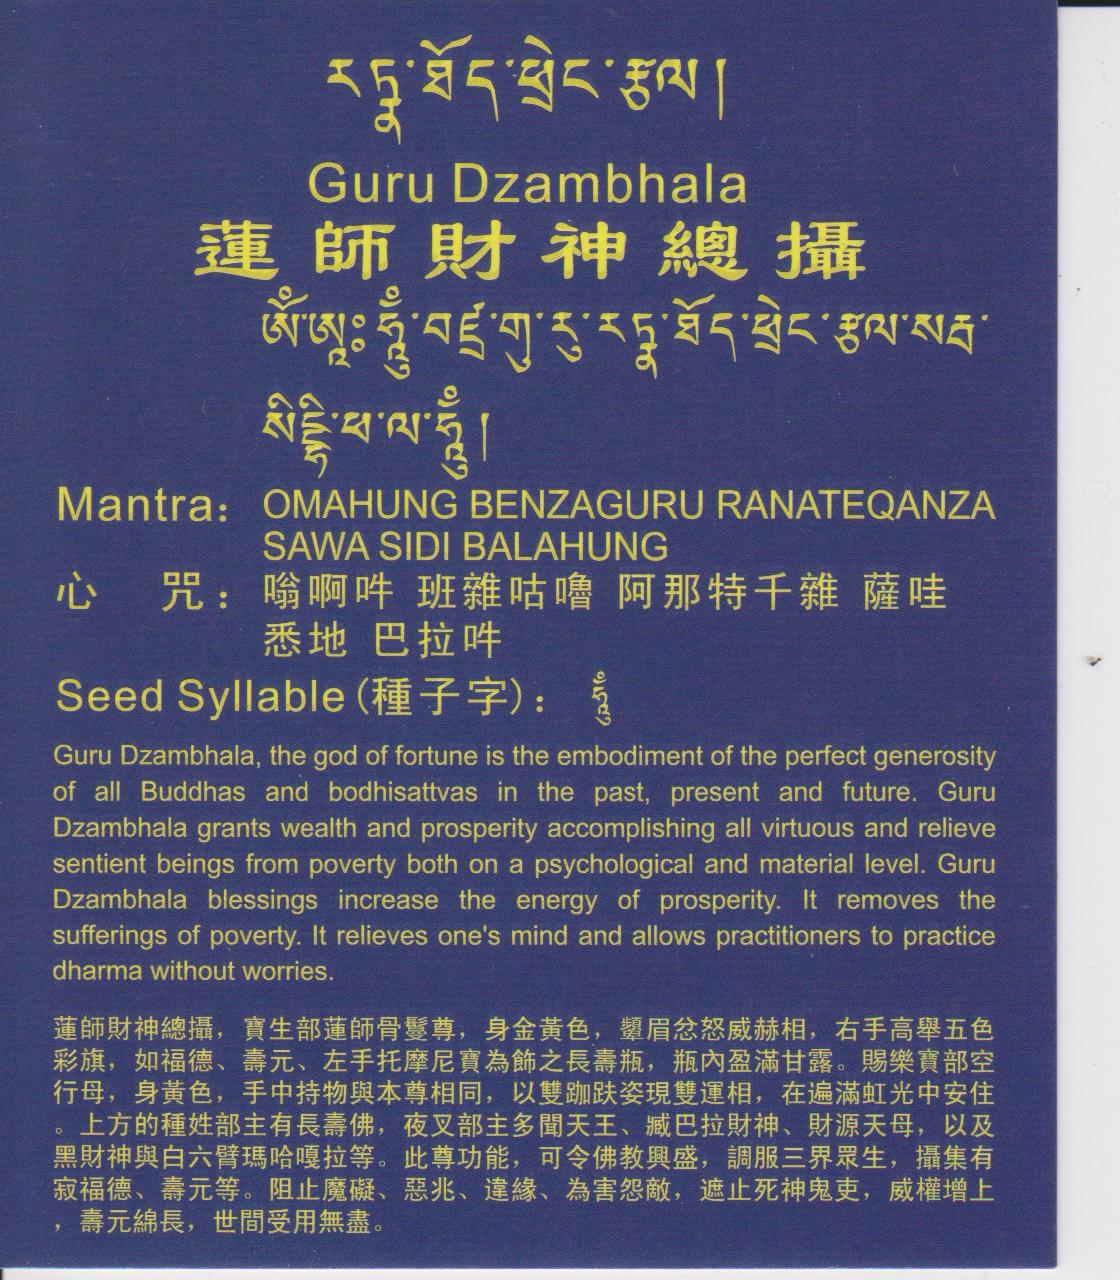 རཏྣ་ཐོད་ཕྲེང་རྩལ།
Guru Dzambhala
蓮師財神總攝
ༀ་ཨཱཿཧཱུྃ་བཛྲ་གུ་རུ་རཏྣ་ཐོད་ཕྲེང་རྩལ་སརྦ་
སིདྡྷི་ཕ་ལ་ཧཱུྃ།
Mantra: OMAHUNG BENZAGURU RANATEQANZA
SAWA SIDI BALAHUNG
心 咒: 嗡啊吽 班雜咕嚕 阿那特千雜 薩哇
悉地 巴拉吽
Seed Syllable (種子字):
Guru Dzambhala, the god of fortune is the embodiment of the perfect generosity
of all Buddhas and bodhisattvas in the past, present and future. Guru
Dzambhala grants wealth and prosperity accomplishing all virtuous and relieve
sentient beings from poverty both on a psychological and material level. Guru
Dzambhala blessings increase the energy of prosperity. It removes the
sufferings of poverty. It relieves one's mind and allows practitioners to practice
dharma without worries.
蓮師財神總攝，寶生部蓮師骨鬘尊，身金黃色，顰眉忿怒威赫相，右手高舉五色
彩旗，如福德、壽元、左手托摩尼寶為飾之長壽瓶，瓶內盈滿甘露。賜樂寶部空
行母，身黃色，手中持物與本尊相同，以雙跏趺姿現雙運相，在遍滿虹光中安住
。上方的種姓部主有長壽佛，夜叉部主多聞天王、臧巴拉財神、財源天母，以及
黑財神與白六臂瑪哈嘎拉等。此尊功能，可令佛教興盛，調服三界眾生，攝集有
寂福德、壽元等。阻止魔礙、惡兆、違緣、為害怨敵，遮止死神鬼吏，威權增上
，壽元綿長，世間受用無盡。